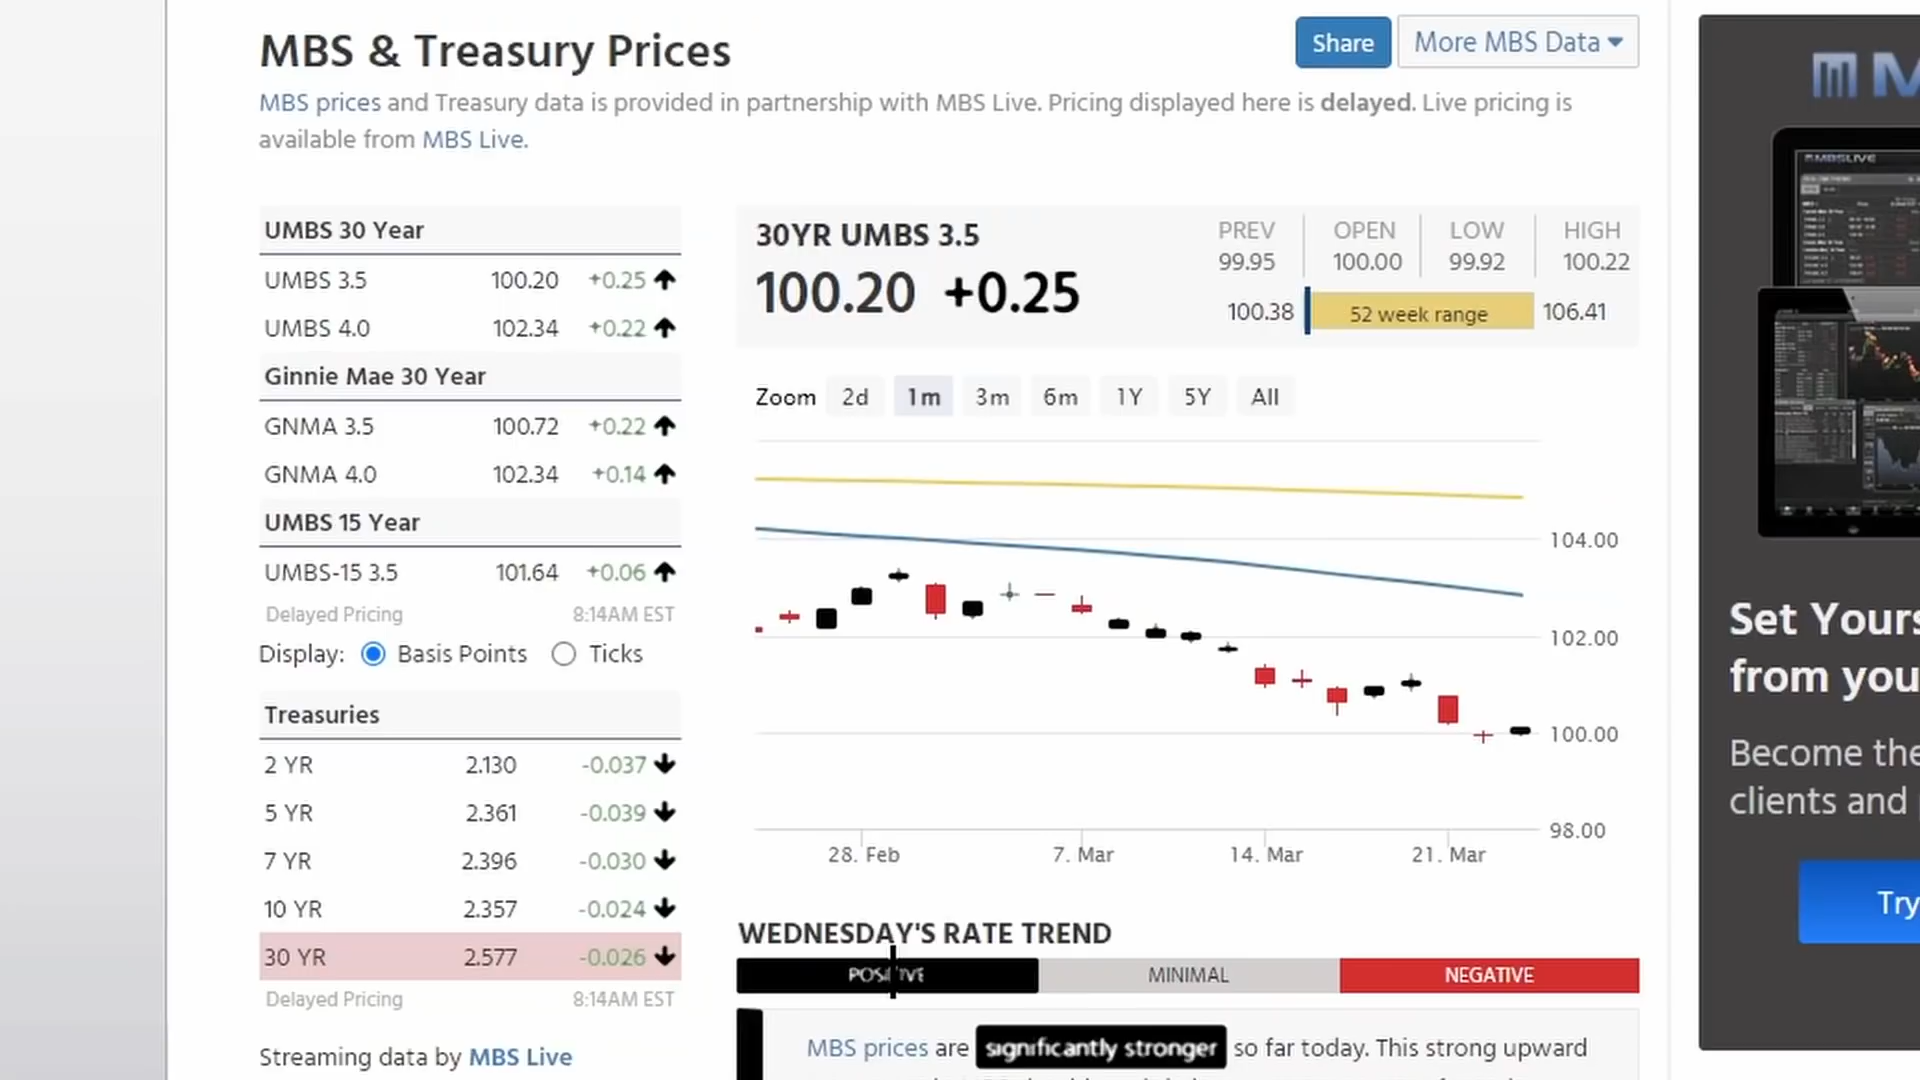 MBS & Treasury Prices
Share
More MBS Data
MBS prices and Treasury data is provided in partnership with MBS Live. Pricing displayed here is delayed. Live pricing is
available from MBS Live.
UMBS 30 Year
UMBS 3.5 100.20 +0.25
UMBS 4.0 102.34 +0.22
Ginnie Mae 30 Year
GNMA 3.5 100.72 +0.22
GNMA 4.0 102.34 +0.14
UMBS 15 Year
UMBS-15 3.5 101.64 +0.06
Delayed Pricing 8:14AM EST
Display: Basis Points Ticks
Treasuries
2 YR 2.130 -0.037
5 YR 2.361 -0.039
7 YR 2.396 -0.030
10 YR 2.357 -0.024
30 YR 2.577 -0.026
Delayed Pricing 8:14AM EST
Streaming data by MBS Live
30YR UMBS 3.5
100.20 +0.25
PREV OPEN LOW HIGH
99.95 100.00 99.92 100.22
100.38 52 week range 106.41
Zoom 2d 1m 3m 6m 1Y 5Y All
104.00
102.00
100.00
98.00
28. Feb 7. Mar 14. Mar 21. Mar
WEDNESDAY'S RATE TREND
POSITIVE MINIMAL NEGATIVE
MBS prices are significantly stronger so far today. This strong upward
M
MBSLIVE
Set Yours
from you
Become the
clients and
Try